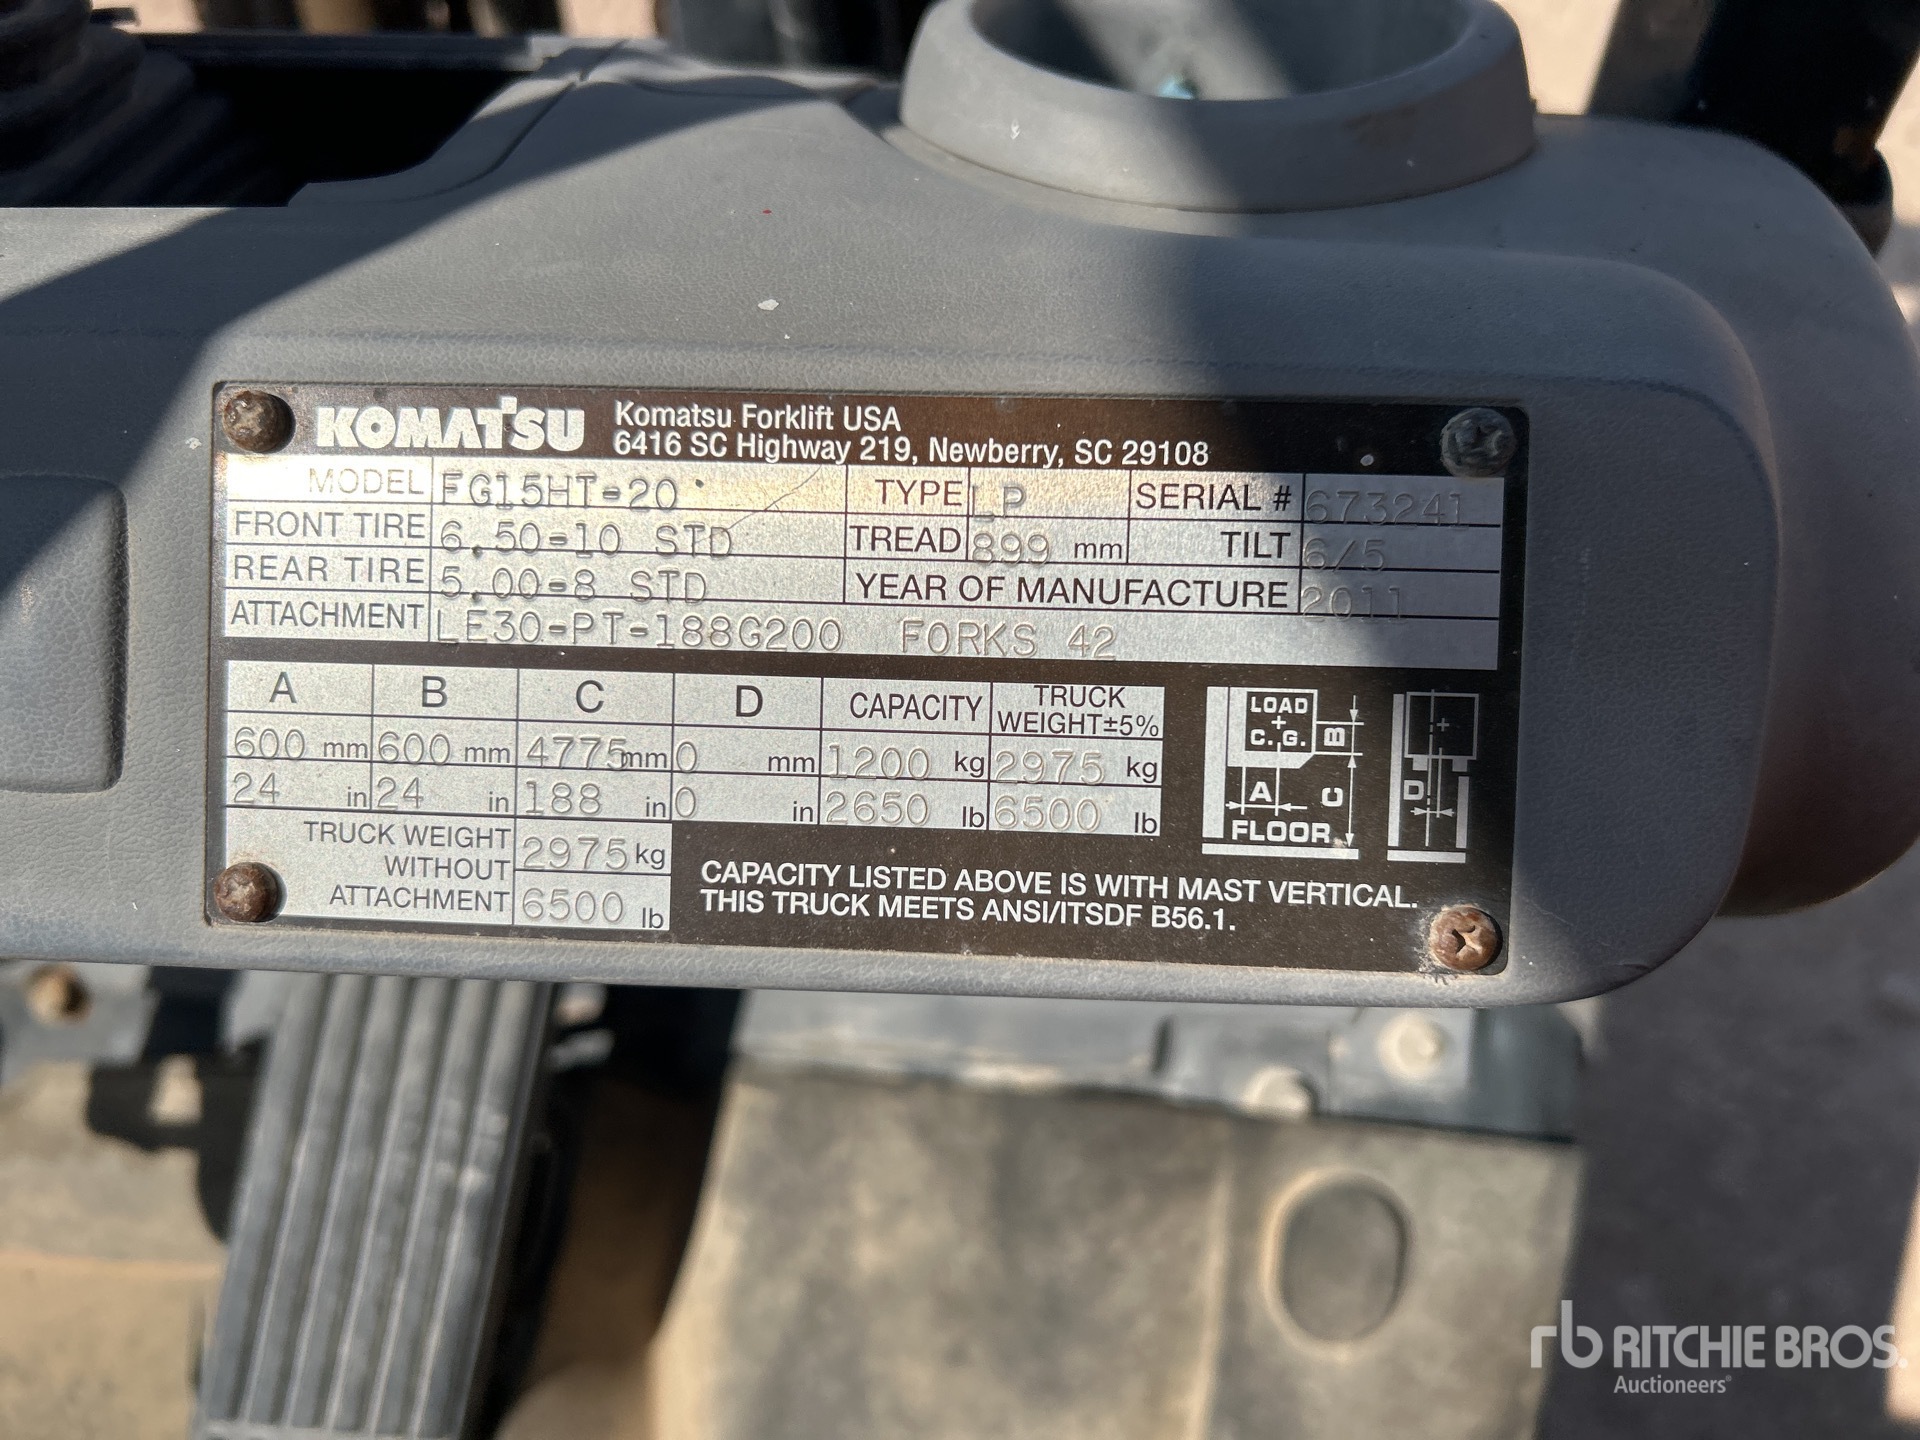 KOMATSU Komatsu Forklift USA
6416 SC Highway 219, Newberry, SC 29108
MODEL FG15HT-20 TYPE LP SERIAL # 673241
FRONT TIRE 6.50-10 STD TREAD 899 mm TILT 6/5
REAR TIRE 5.00-8 STD YEAR OF MANUFACTURE 2011
ATTACHMENT LE30-PT-188G200 FORKS 42
A B C D CAPACITY TRUCK WEIGHT±5%
600 mm 600 mm 4775 mm 0 mm 1200 kg 2975 kg
24 in 24 in 188 in 0 in 2650 lb 6500 lb
TRUCK WEIGHT WITHOUT ATTACHMENT 2975 kg
6500 lb
LOAD
+
C.G. B
A C
FLOOR
+
D
CAPACITY LISTED ABOVE IS WITH MAST VERTICAL.
THIS TRUCK MEETS ANSI/ITSDF B56.1.
rb RITCHIE BROS.
Auctioneers